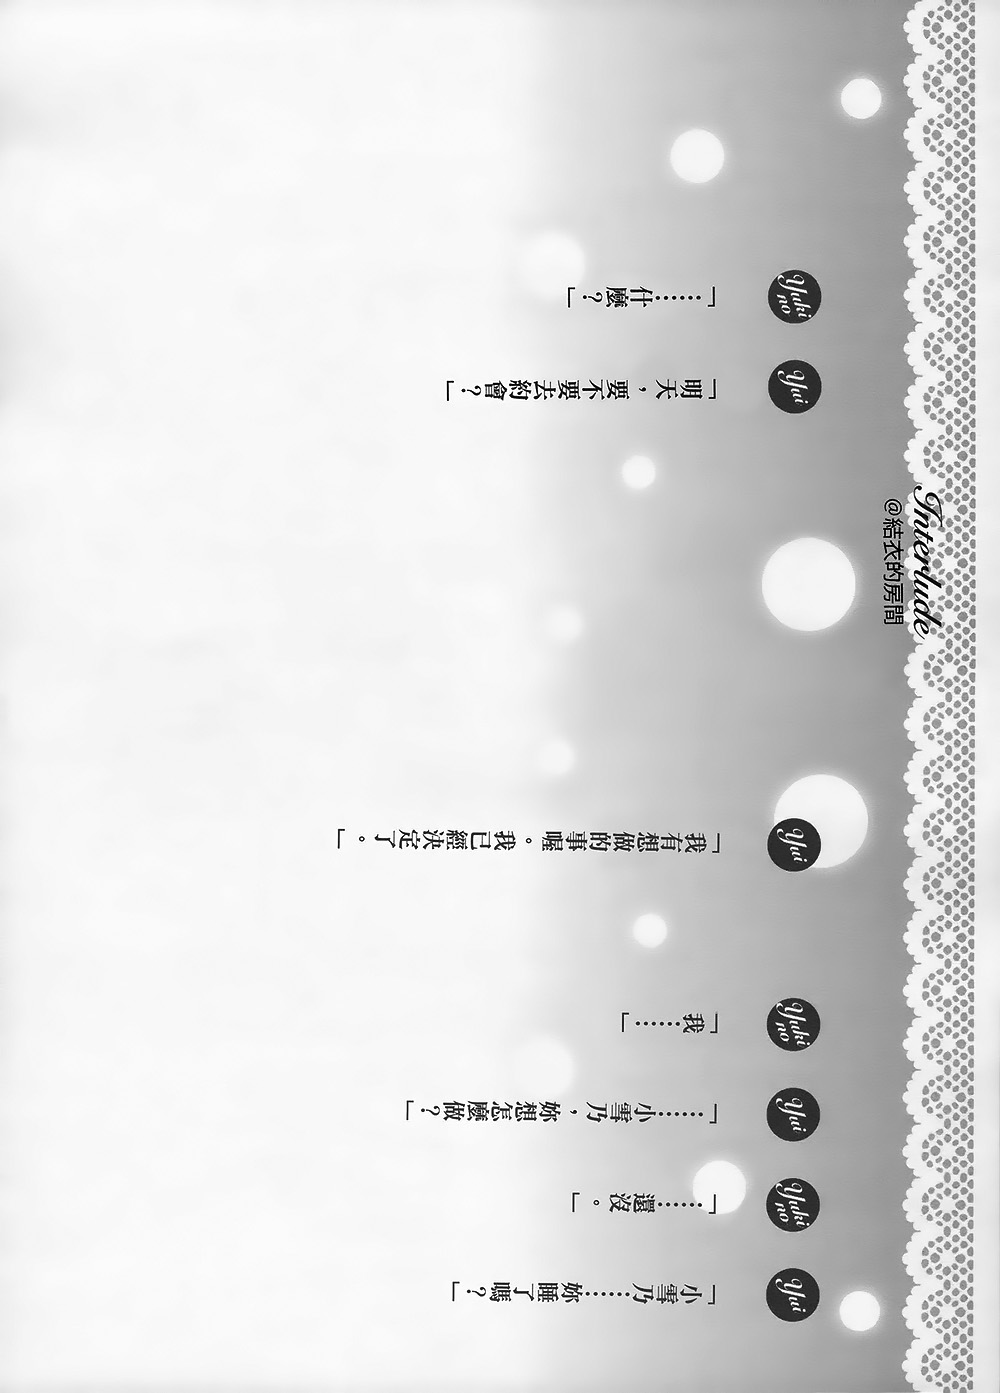 Interlude
@結衣的房間
Yui
「小雪乃……妳睡了嗎?」
Yukino
「……還沒。」
Yui
「……小雪乃，妳想怎麼做?」
Yukino
「我……」
Yui
「我有想做的事喔。我已經決定了。」
Yui
「明天，要不要去約會?」
Yukino
「……什麼?」